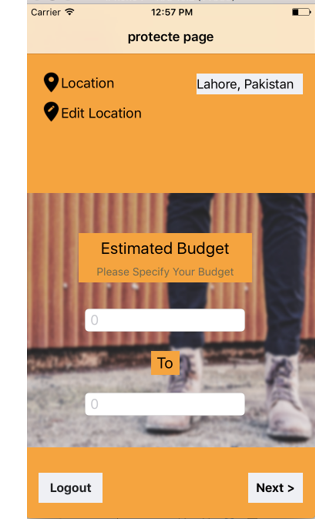 Carrier 12:57 PM
protecte page
Location Lahore, Pakistan
Edit Location
Estimated Budget
Please Specify Your Budget
0
To
0
Logout Next >